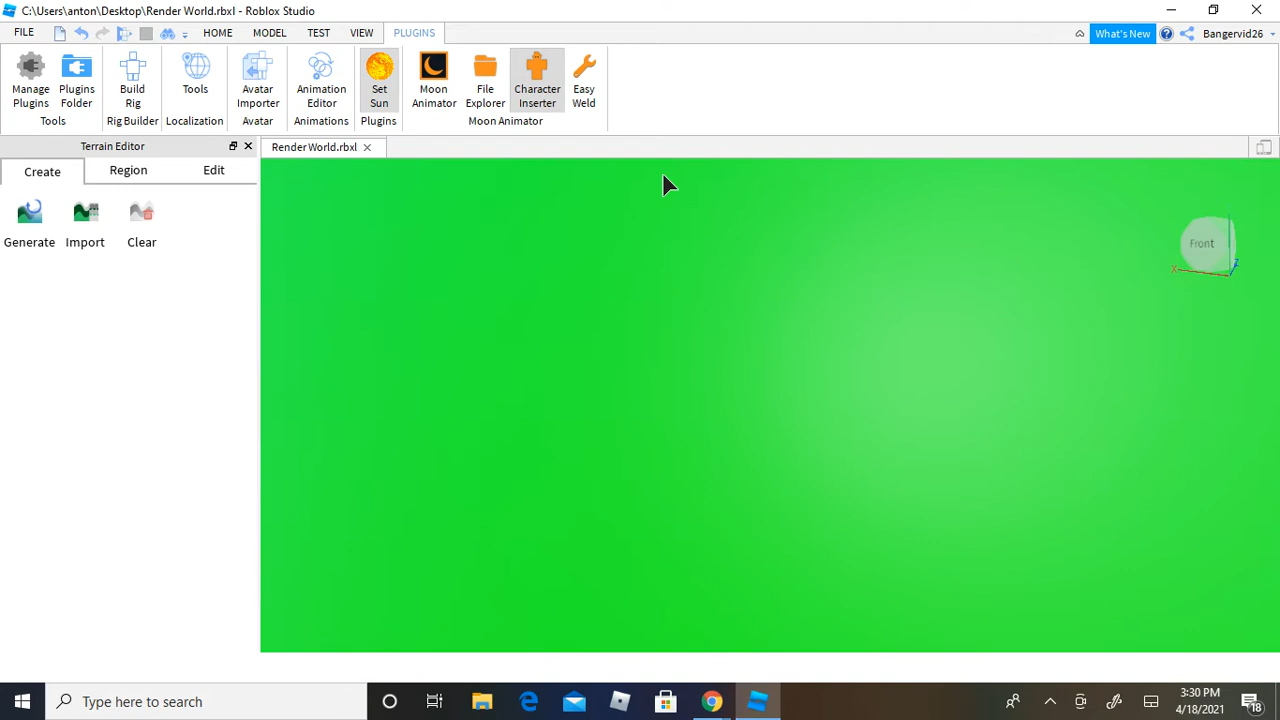 C:\Users\anton\Desktop\Render World.rbxl - Roblox Studio
FILE HOME MODEL TEST VIEW PLUGINS What's New Bangervid26
Manage Plugins
Plugins Folder
Tools
Build Rig
Rig Builder
Tools
Localization
Avatar Importer
Avatar
Animation Editor
Animations
Set Sun
Plugins
Moon Animator
File Explorer
Character Inserter
Easy Weld
Moon Animator
Terrain Editor
Render World.rbxl
Create Region Edit
Generate Import Clear
Front
X
Z
Type here to search
3:30 PM
4/18/2021
18